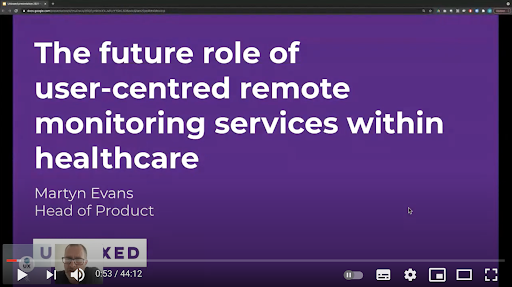 The future role of
user-centred remote
monitoring services within
healthcare
Martyn Evans
Head of Product
KED
0:53 / 44:12